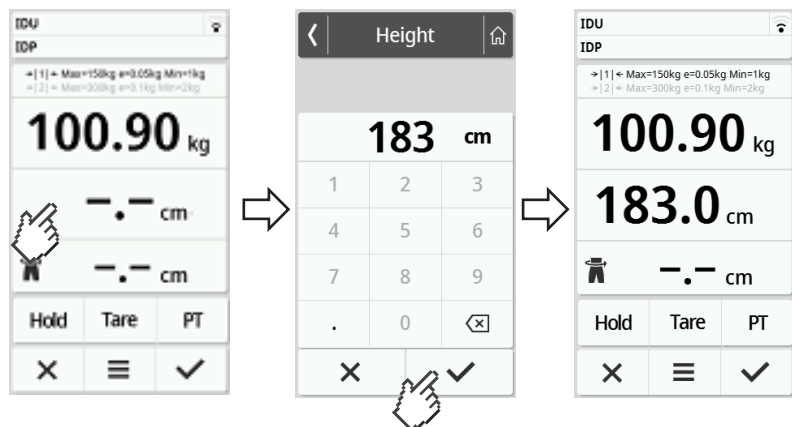 IDU
IDP
→|1|← Max=150kg e=0.05kg Min=1kg
→|2|← Max=300kg e=0.1kg Min=2kg
100.90 kg
–.– cm
–.– cm
Hold Tare PT
Height
183 cm
1 2 3
4 5 6
7 8 9
. 0
IDU
IDP
→|1|← Max=150kg e=0.05kg Min=1kg
→|2|← Max=300kg e=0.1kg Min=2kg
100.90 kg
183.0 cm
–.– cm
Hold Tare PT